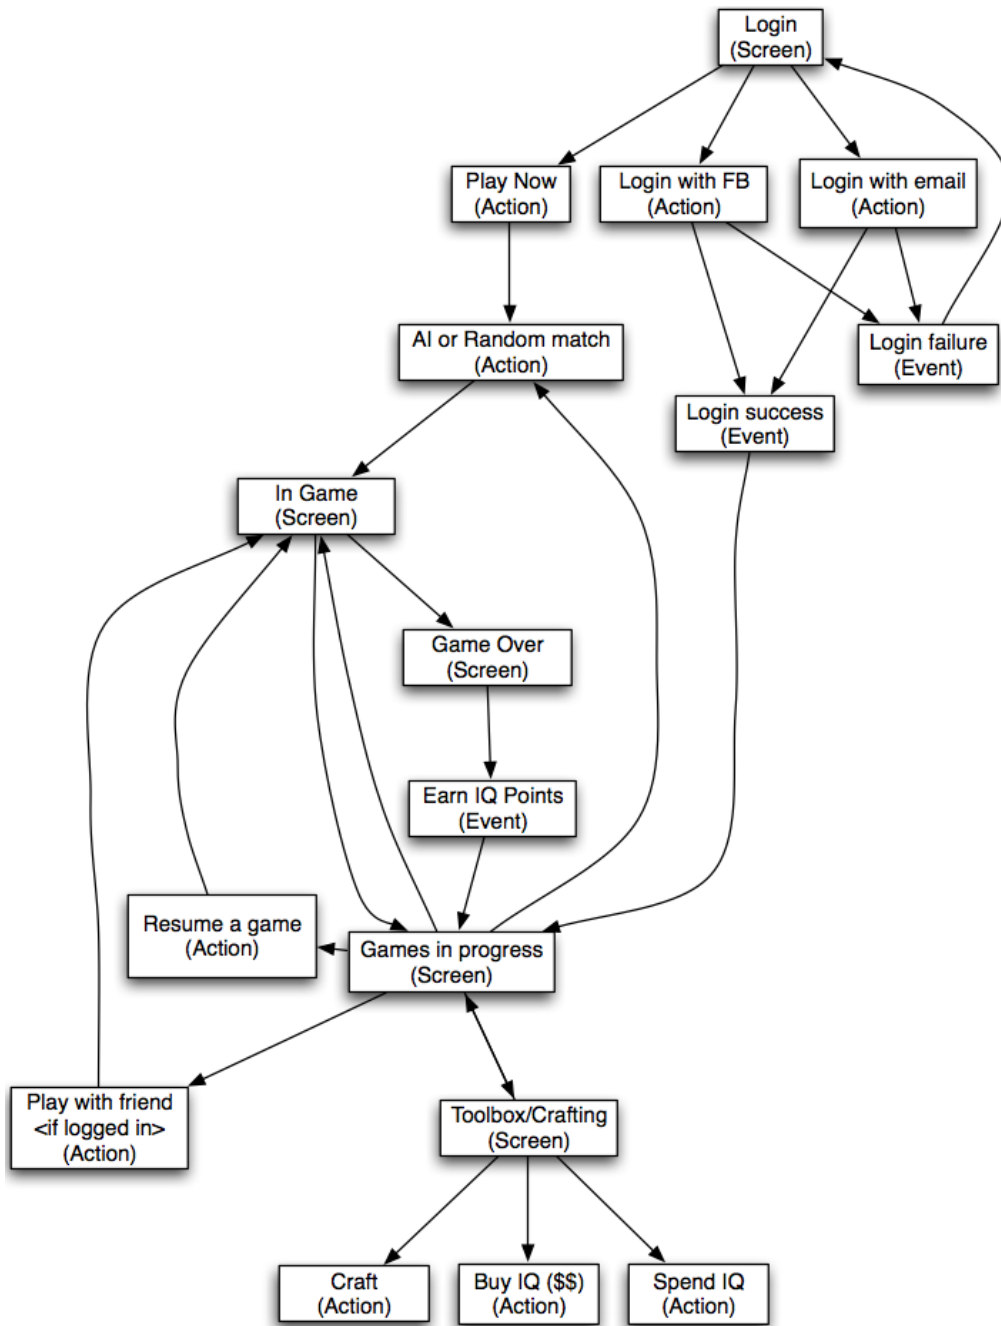 Login
(Screen)
Play Now
(Action)
Login with FB
(Action)
Login with email
(Action)
AI or Random match
(Action)
Login failure
(Event)
Login success
(Event)
In Game
(Screen)
Game Over
(Screen)
Earn IQ Points
(Event)
Resume a game
(Action)
Games in progress
(Screen)
Play with friend
<if logged in>
(Action)
Toolbox/Crafting
(Screen)
Craft
(Action)
Buy IQ ($$)
(Action)
Spend IQ
(Action)